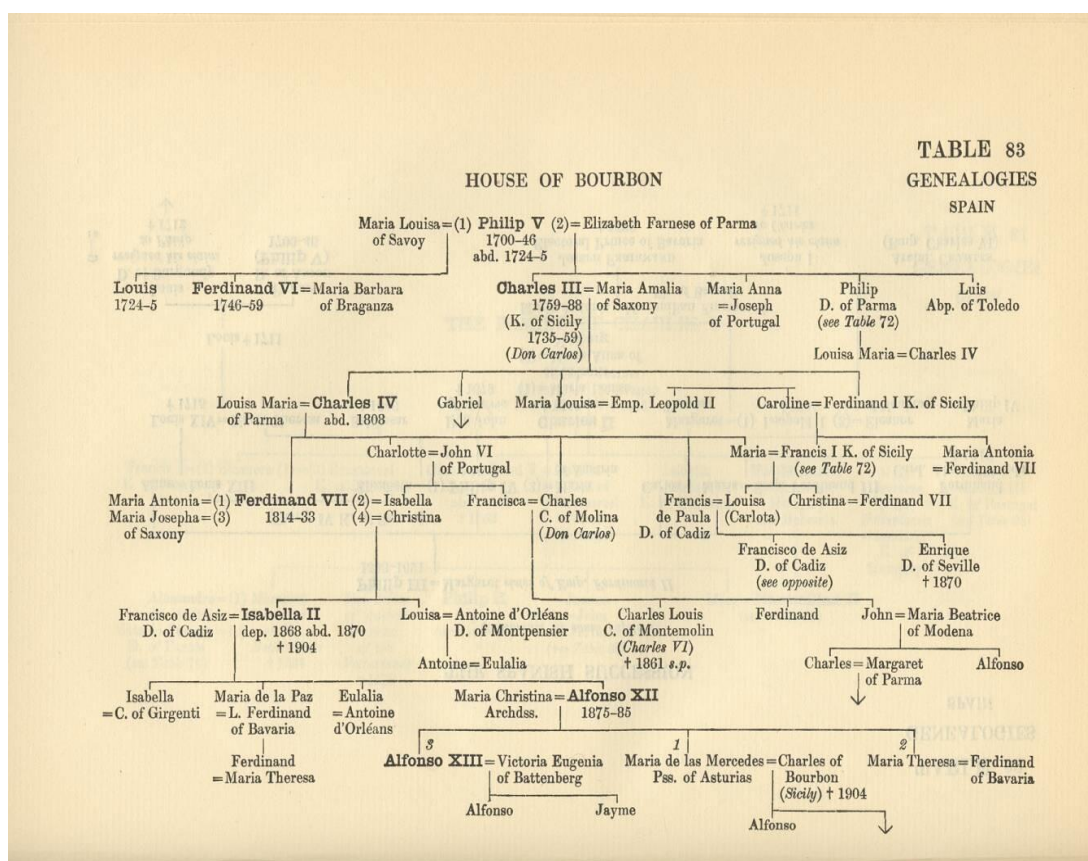 TABLE 83
HOUSE OF BOURBON
GENEALOGIES
SPAIN
Maria Louisa=(1) Philip V (2)=Elizabeth Farnese of Parma
of Savoy 1700–46
abd. 1724–5
Louis Ferdinand VI=Maria Barbara Charles III=Maria Amalia Maria Anna Philip Luis
1724–5 1746–59 of Braganza 1759–88 of Saxony =Joseph D. of Parma Abp. of Toledo
(K. of Sicily of Portugal (see Table 72)
1735–59)
(Don Carlos) Louisa Maria=Charles IV
Louisa Maria=Charles IV Gabriel Maria Louisa=Emp. Leopold II Caroline=Ferdinand I K. of Sicily
of Parma abd. 1808
Charlotte=John VI Maria=Francis I K. of Sicily Maria Antonia
of Portugal (see Table 72) =Ferdinand VII
Maria Antonia=(1) Ferdinand VII (2)=Isabella Francisca=Charles Francis=Louisa Christina=Ferdinand VII
Maria Josepha=(3) 1814–33 (4)=Christina C. of Molina de Paula (Carlota)
of Saxony (Don Carlos) D. of Cadiz
Francisco de Asiz Enrique
D. of Cadiz D. of Seville
(see opposite) † 1870
Francisco de Asiz=Isabella II Louisa=Antoine d'Orléans Charles Louis Ferdinand John=Maria Beatrice
D. of Cadiz dep. 1868 abd. 1870 D. of Montpensier C. of Montemolin of Modena
† 1904 (Charles VI)
Antoine=Eulalia † 1861 s.p. Charles=Margaret Alfonso
of Parma
Isabella Maria de la Paz Eulalia Maria Christina=Alfonso XII
=C. of Girgenti =L. Ferdinand =Antoine Archdss. 1875–85
of Bavaria d'Orléans
3 1 2
Ferdinand Alfonso XIII=Victoria Eugenia Maria de las Mercedes=Charles of Maria Theresa=Ferdinand
=Maria Theresa of Battenberg Pss. of Asturias Bourbon of Bavaria
(Sicily) † 1904
Alfonso Jayme Alfonso